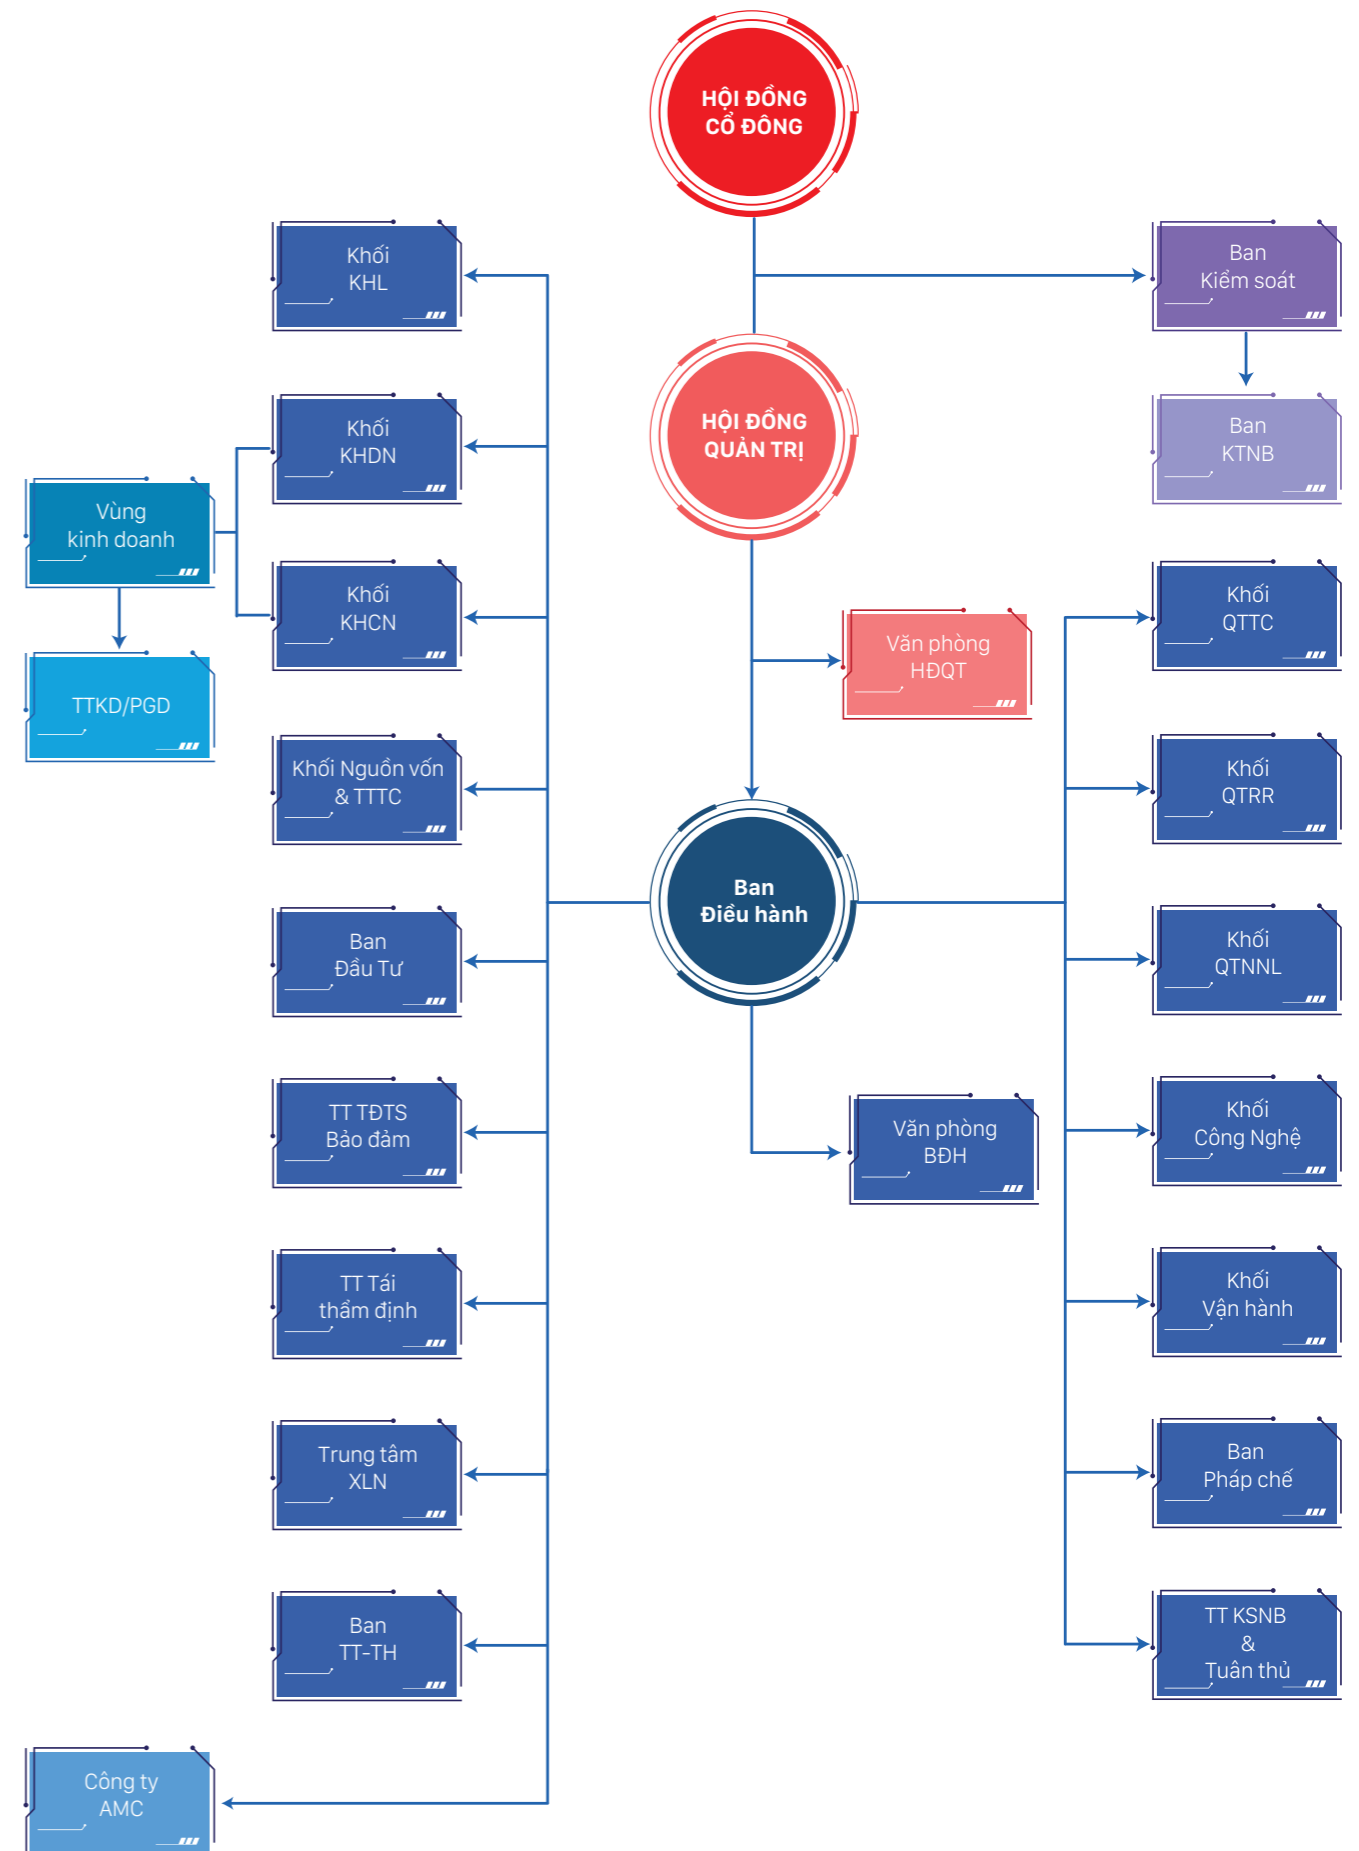 HỘI ĐỒNG
CỔ ĐÔNG
Khối
KHL
Ban
Kiểm soát
HỘI ĐỒNG
QUẢN TRỊ
Khối
KHDN
Ban
KTNB
Vùng
kinh doanh
Khối
KHCN
Khối
QTTC
Văn phòng
HĐQT
TTKD/PGD
Khối Nguồn vốn
& TTTC
Khối
QTRR
Ban
Điều hành
Ban
Đầu Tư
Khối
QTNNL
TT TĐTS
Bảo đảm
Văn phòng
BĐH
Khối
Công Nghệ
TT Tái
thẩm định
Khối
Vận hành
Trung tâm
XLN
Ban
Pháp chế
Ban
TT-TH
TT KSNB
&
Tuân thủ
Công ty
AMC